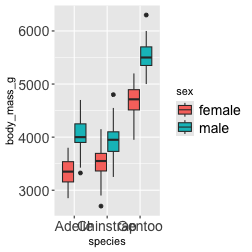 6000
5000
4000
3000
body_mass_g
Adelie Chinstrap Gentoo
species
sex
female
male